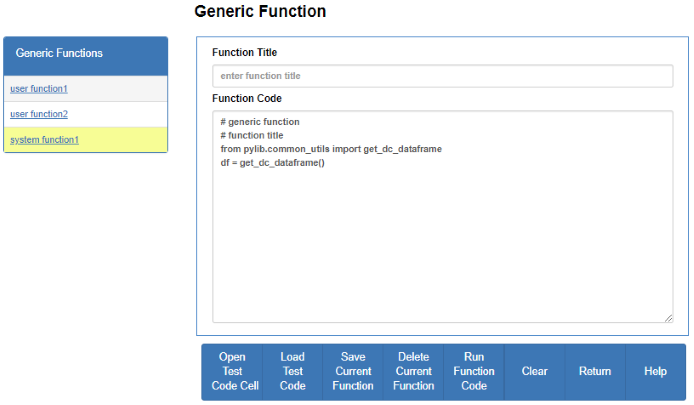 Generic Function
Generic Functions
user function1
user function2
system function1
Function Title
enter function title
Function Code
# generic function
# function title
from pylib.common_utils import get_dc_dataframe
df = get_dc_dataframe()
Open
Test
Code Cell
Load
Test
Code
Save
Current
Function
Delete
Current
Function
Run
Function
Code
Clear
Return
Help